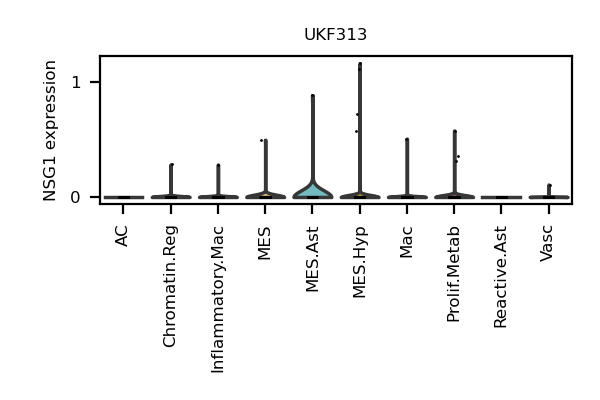 UKF313
NSG1 expression
1
0
AC
Chromatin.Reg
Inflammatory.Mac
MES
MES.Ast
MES.Hyp
Mac
Prolif.Metab
Reactive.Ast
Vasc